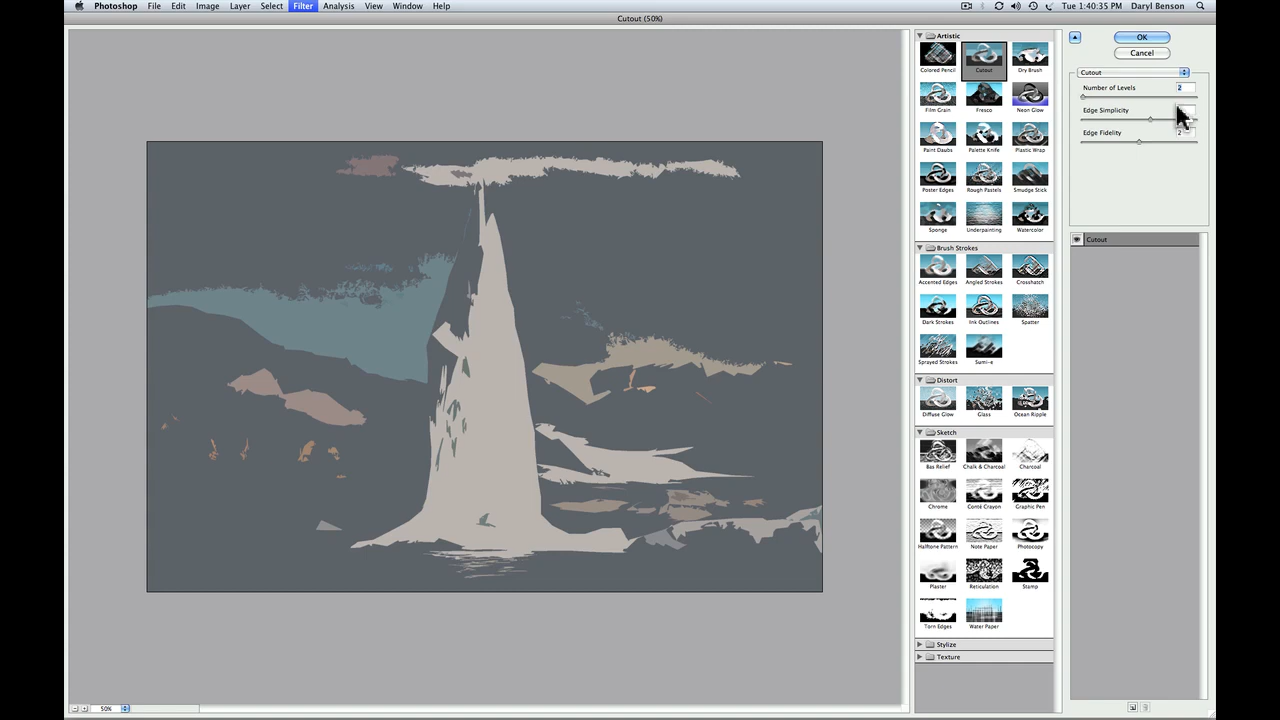 Photoshop File Edit Image Layer Select Filter Analysis View Window Help Tue 1:40:35 PM Daryl Benson
Cutout (50%)
Artistic
Colored Pencil Cutout Dry Brush
Film Grain Fresco Neon Glow
Paint Daubs Palette Knife Plastic Wrap
Poster Edges Rough Pastels Smudge Stick
Sponge Underpainting Watercolor
Brush Strokes
Accented Edges Angled Strokes Crosshatch
Dark Strokes Ink Outlines Spatter
Sprayed Strokes Sumi-e
Distort
Diffuse Glow Glass Ocean Ripple
Sketch
Bas Relief Chalk & Charcoal Charcoal
Chrome Conté Crayon Graphic Pen
Halftone Pattern Note Paper Photocopy
Plaster Reticulation Stamp
Torn Edges Water Paper
Stylize
Texture
OK
Cancel
Cutout
Number of Levels 2
Edge Simplicity
Edge Fidelity 2
Cutout
50%